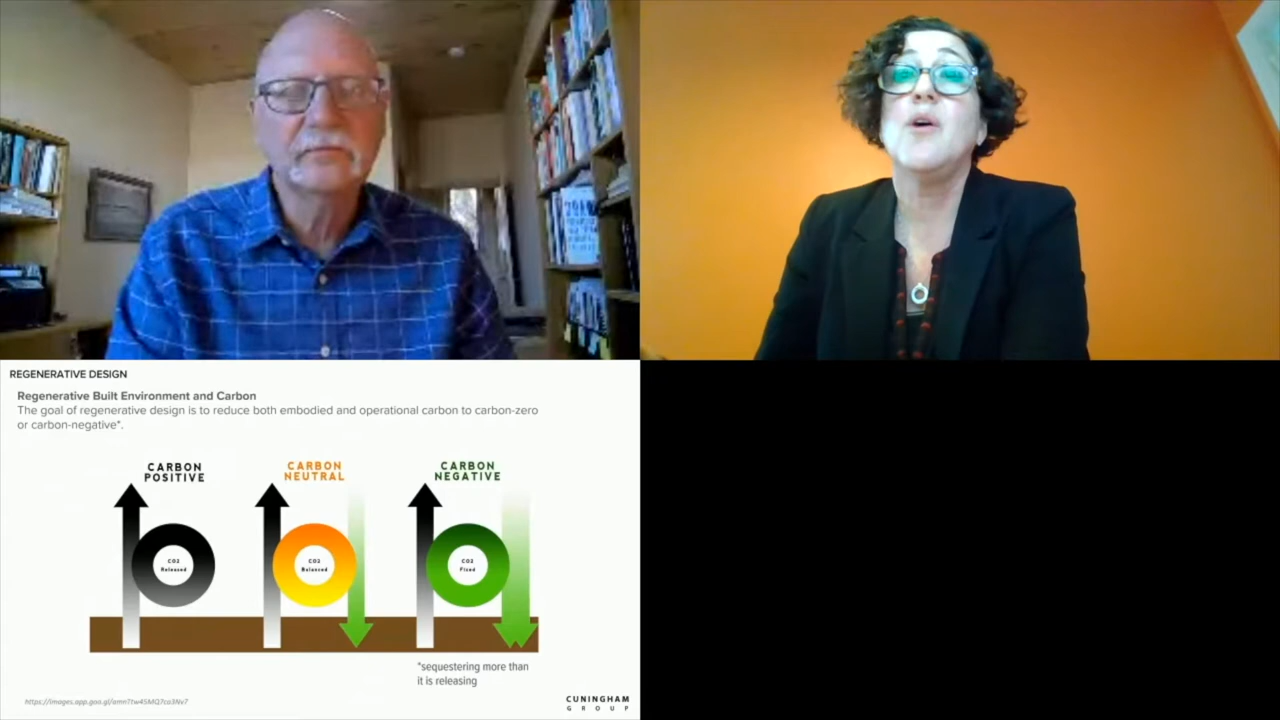 REGENERATIVE DESIGN
Regenerative Built Environment and Carbon
The goal of regenerative design is to reduce both embodied and operational carbon to carbon-zero
or carbon-negative*.
CARBON
POSITIVE
CARBON
NEUTRAL
CARBON
NEGATIVE
CO2
Released
CO2
Balanced
CO2
Fixed
*sequestering more than
it is releasing
CUNINGHAM
GROUP